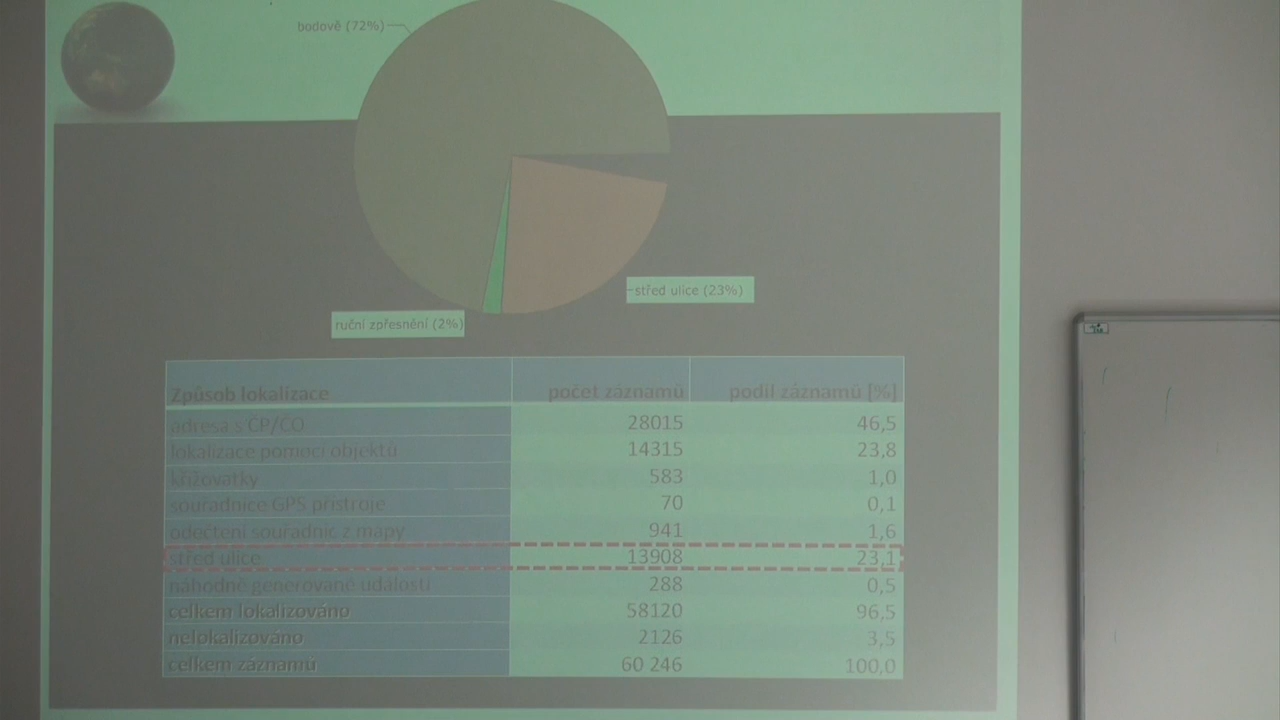 bodově (72%)
střed ulice (23%)
ruční zpřesnění (2%)
Způsob lokalizace počet záznamů podíl záznamů [%]
adresa s ČP/ČO 28015 46,5
lokalizace pomocí objektů 14315 23,8
křižovatky 583 1,0
souřadnice GPS přístroje 70 0,1
odečtení souřadnic z mapy 941 1,6
střed ulice 13908 23,1
náhodně generované události 288 0,5
celkem lokalizováno 58120 96,5
nelokalizováno 2126 3,5
celkem záznamů 60 246 100,0